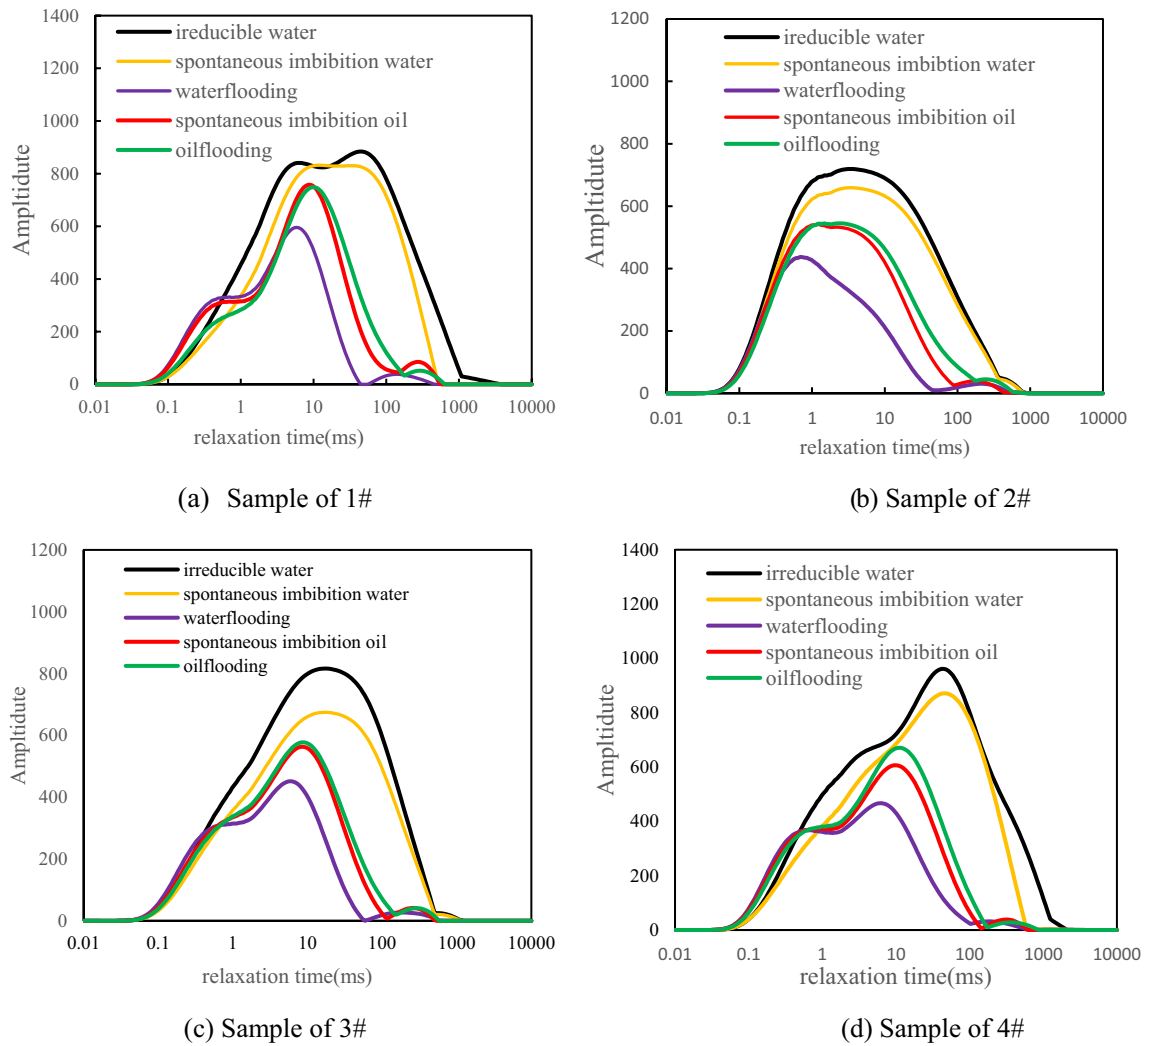 1400
1200
1000
800
600
400
200
0
Ampltidute
ireducible water
spontaneous imbibition water
waterflooding
spontaneous imbibition oil
oilflooding
0.01 0.1 1 10 100 1000 10000
relaxation time(ms)
(a) Sample of 1#
1200
1000
800
600
400
200
0
Ampltidute
ireducible water
spontaneous imbibtion water
waterflooding
spontaneous imbibition oil
oilflooding
0.01 0.1 1 10 100 1000 10000
relaxation time(ms)
(b) Sample of 2#
1200
1000
800
600
400
200
0
Ampltidute
irreducible water
spontaneous imbibition water
waterflooding
spontaneous imbibition oil
oilflooding
0.01 0.1 1 10 100 1000 10000
relaxation time(ms)
(c) Sample of 3#
1400
1200
1000
800
600
400
200
0
Ampltidute
irreducible water
spontaneous imbibition water
waterflooding
spontaneous imbibition oil
oilflooding
0.01 0.1 1 10 100 1000 10000
relaxation time(ms)
(d) Sample of 4#